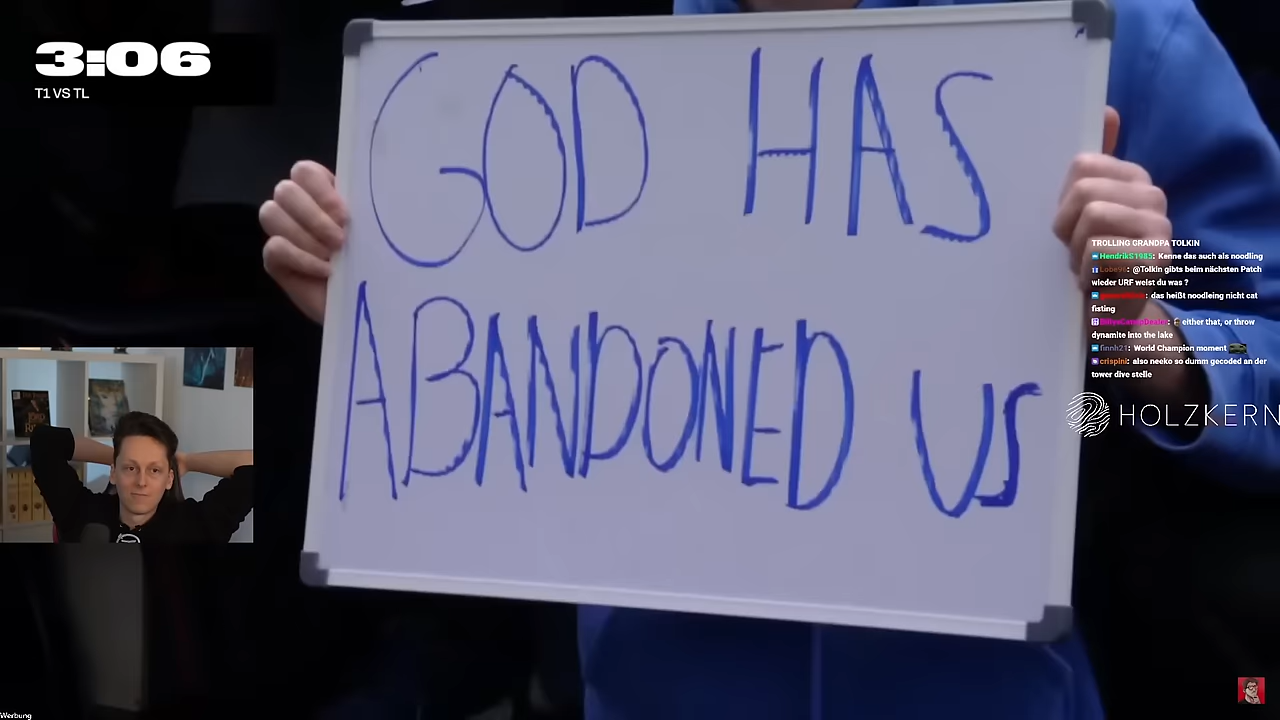 3:06
T1 VS TL
GOD HAS
ABANDONED US
TROLLING GRANDPA TOLKIN
HendrikS1985: Kenne das auch als noodling
@Tolkin gibts beim nächsten Patch
wieder URF weist du was ?
das heißt noodleing nicht cat
fisting
either that, or throw
dynamite into the lake
finnh21: World Champion moment
crispini: also neeko so dumm gecoded an der
tower dive stelle
HOLZKERN
Werbung